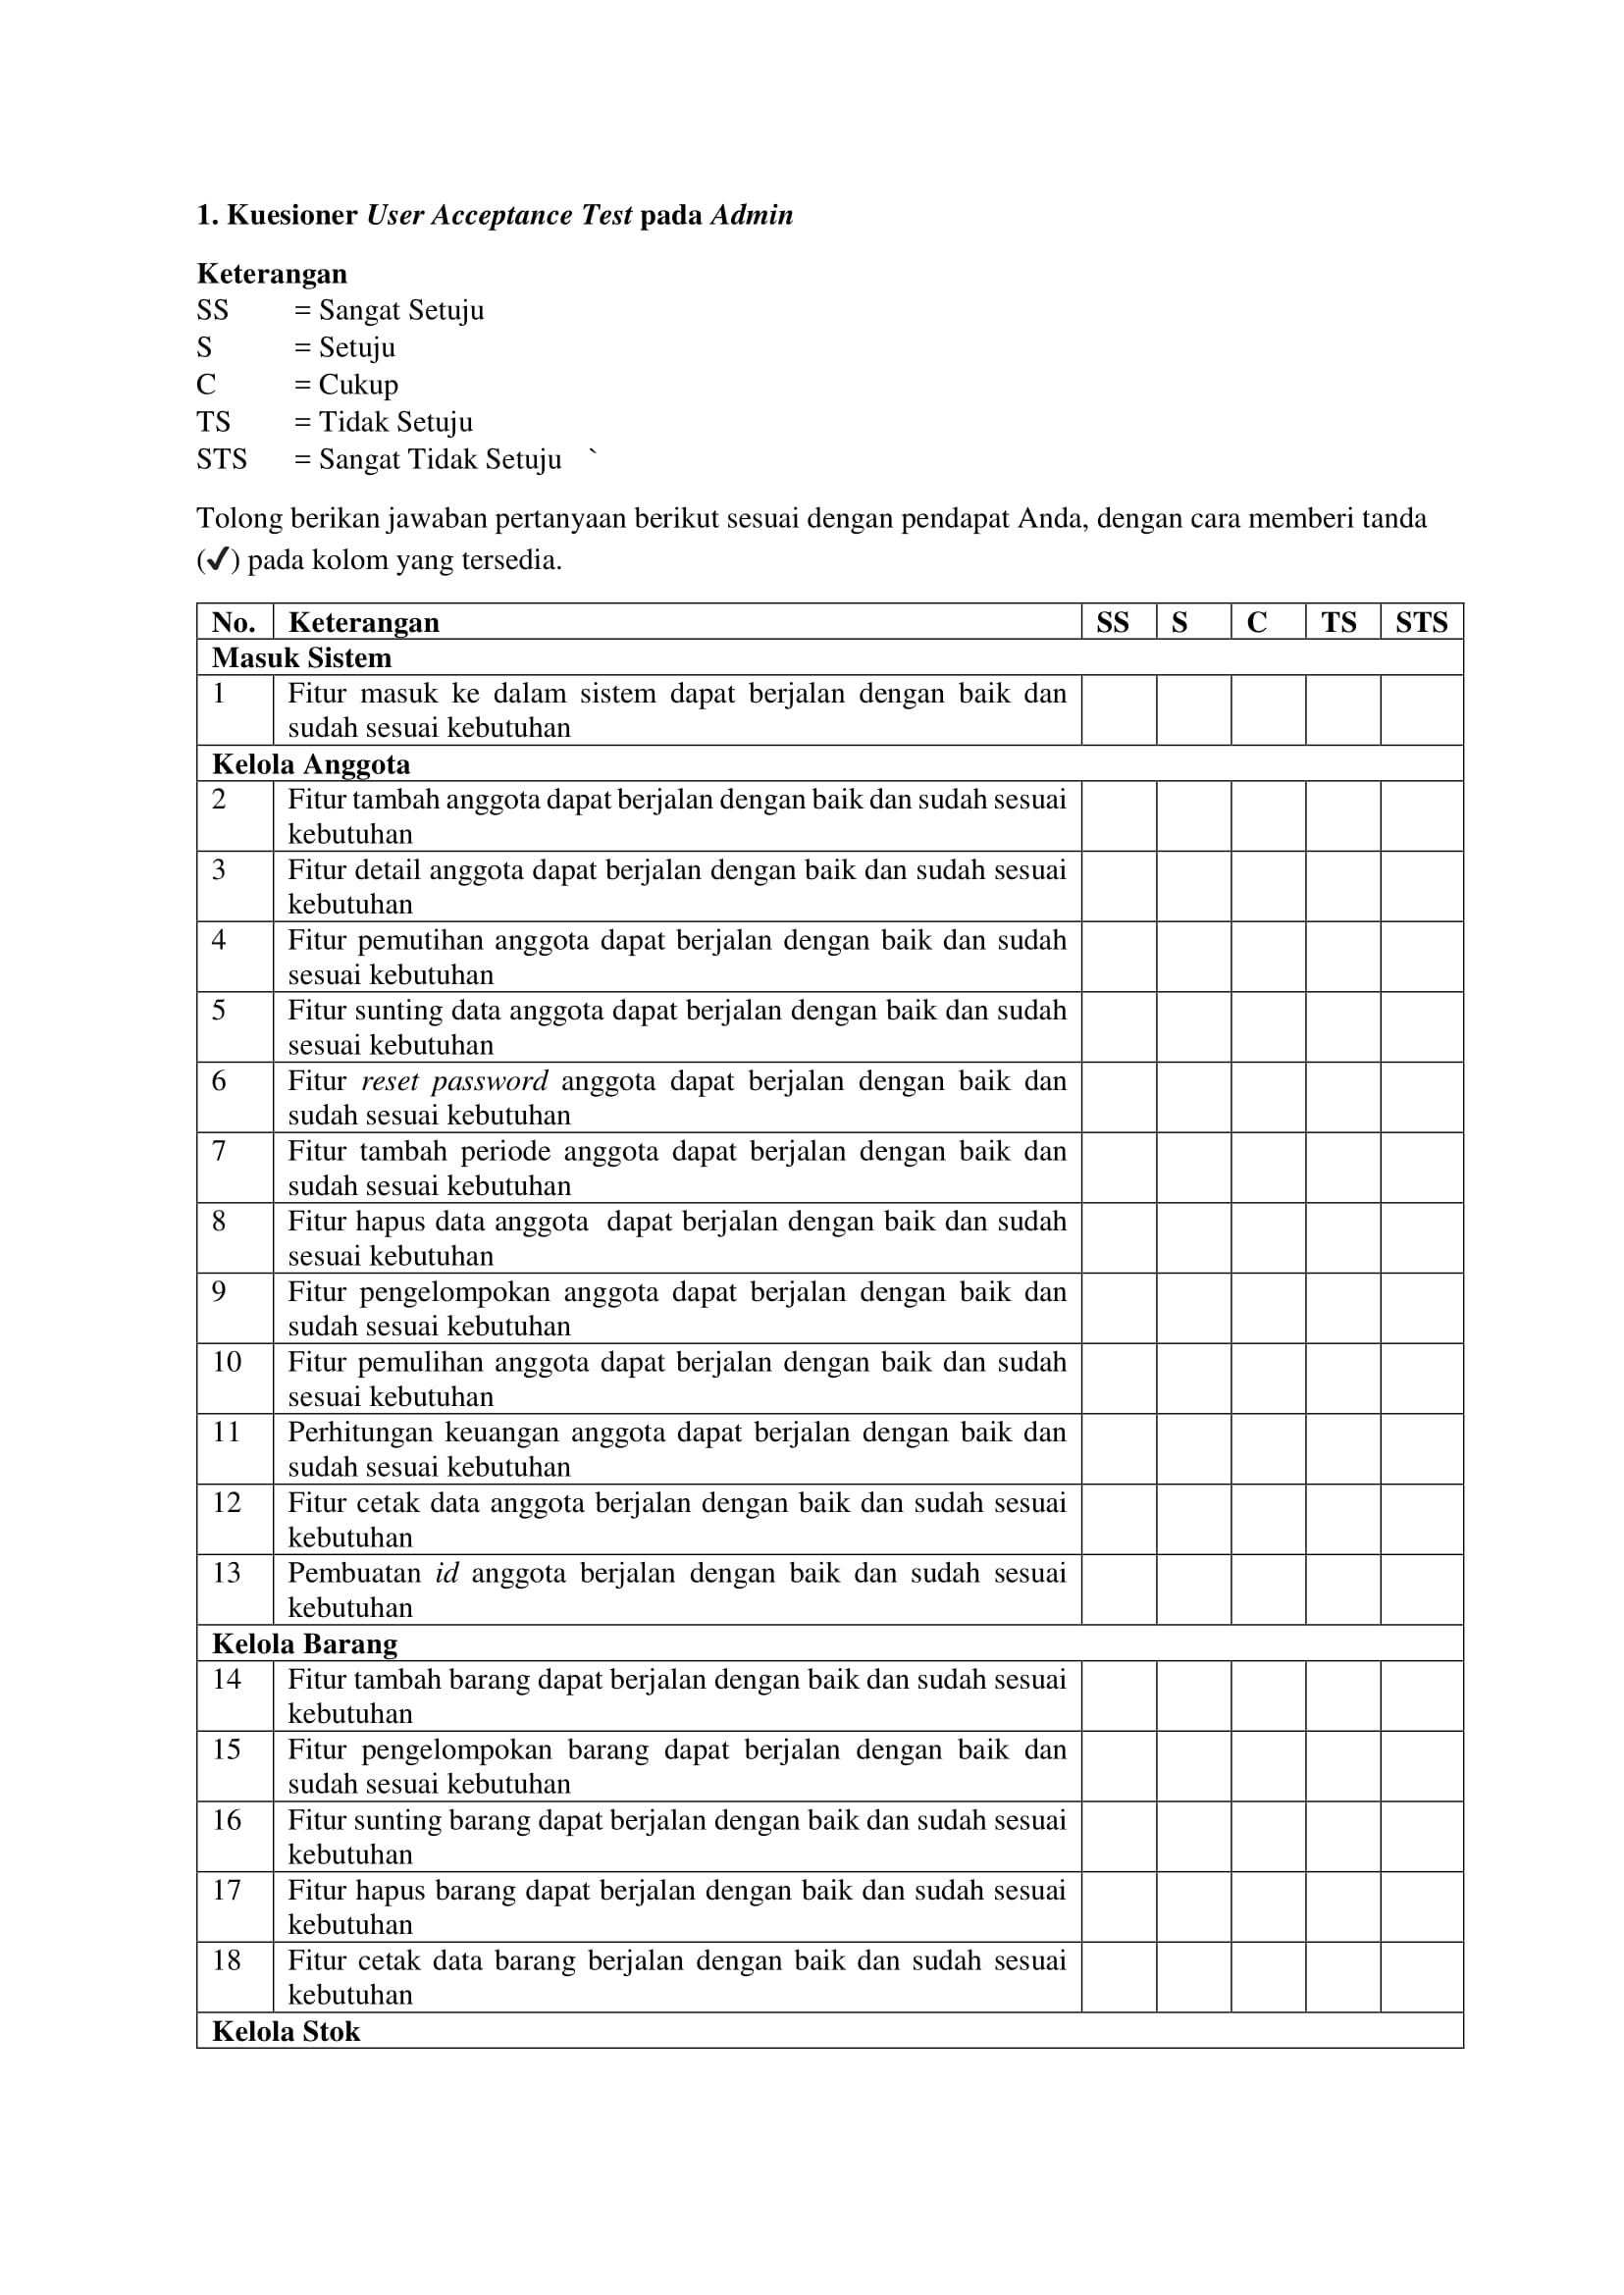 1. Kuesioner User Acceptance Test pada Admin
Keterangan
SS = Sangat Setuju
S = Setuju
C = Cukup
TS = Tidak Setuju
STS = Sangat Tidak Setuju `
Tolong berikan jawaban pertanyaan berikut sesuai dengan pendapat Anda, dengan cara memberi tanda
(✓) pada kolom yang tersedia.
No. Keterangan SS S C TS STS
Masuk Sistem
1 Fitur masuk ke dalam sistem dapat berjalan dengan baik dan
sudah sesuai kebutuhan
Kelola Anggota
2 Fitur tambah anggota dapat berjalan dengan baik dan sudah sesuai
kebutuhan
3 Fitur detail anggota dapat berjalan dengan baik dan sudah sesuai
kebutuhan
4 Fitur pemutihan anggota dapat berjalan dengan baik dan sudah
sesuai kebutuhan
5 Fitur sunting data anggota dapat berjalan dengan baik dan sudah
sesuai kebutuhan
6 Fitur reset password anggota dapat berjalan dengan baik dan
sudah sesuai kebutuhan
7 Fitur tambah periode anggota dapat berjalan dengan baik dan
sudah sesuai kebutuhan
8 Fitur hapus data anggota dapat berjalan dengan baik dan sudah
sesuai kebutuhan
9 Fitur pengelompokan anggota dapat berjalan dengan baik dan
sudah sesuai kebutuhan
10 Fitur pemulihan anggota dapat berjalan dengan baik dan sudah
sesuai kebutuhan
11 Perhitungan keuangan anggota dapat berjalan dengan baik dan
sudah sesuai kebutuhan
12 Fitur cetak data anggota berjalan dengan baik dan sudah sesuai
kebutuhan
13 Pembuatan id anggota berjalan dengan baik dan sudah sesuai
kebutuhan
Kelola Barang
14 Fitur tambah barang dapat berjalan dengan baik dan sudah sesuai
kebutuhan
15 Fitur pengelompokan barang dapat berjalan dengan baik dan
sudah sesuai kebutuhan
16 Fitur sunting barang dapat berjalan dengan baik dan sudah sesuai
kebutuhan
17 Fitur hapus barang dapat berjalan dengan baik dan sudah sesuai
kebutuhan
18 Fitur cetak data barang berjalan dengan baik dan sudah sesuai
kebutuhan
Kelola Stok